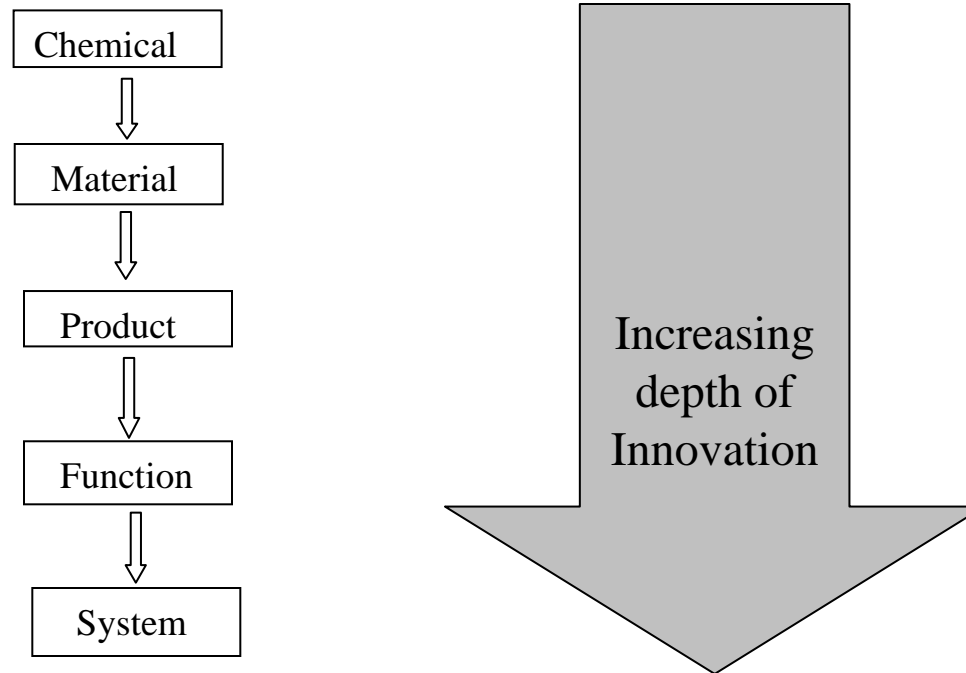 Chemical
Material
Product
Function
System
Increasing
depth of
Innovation